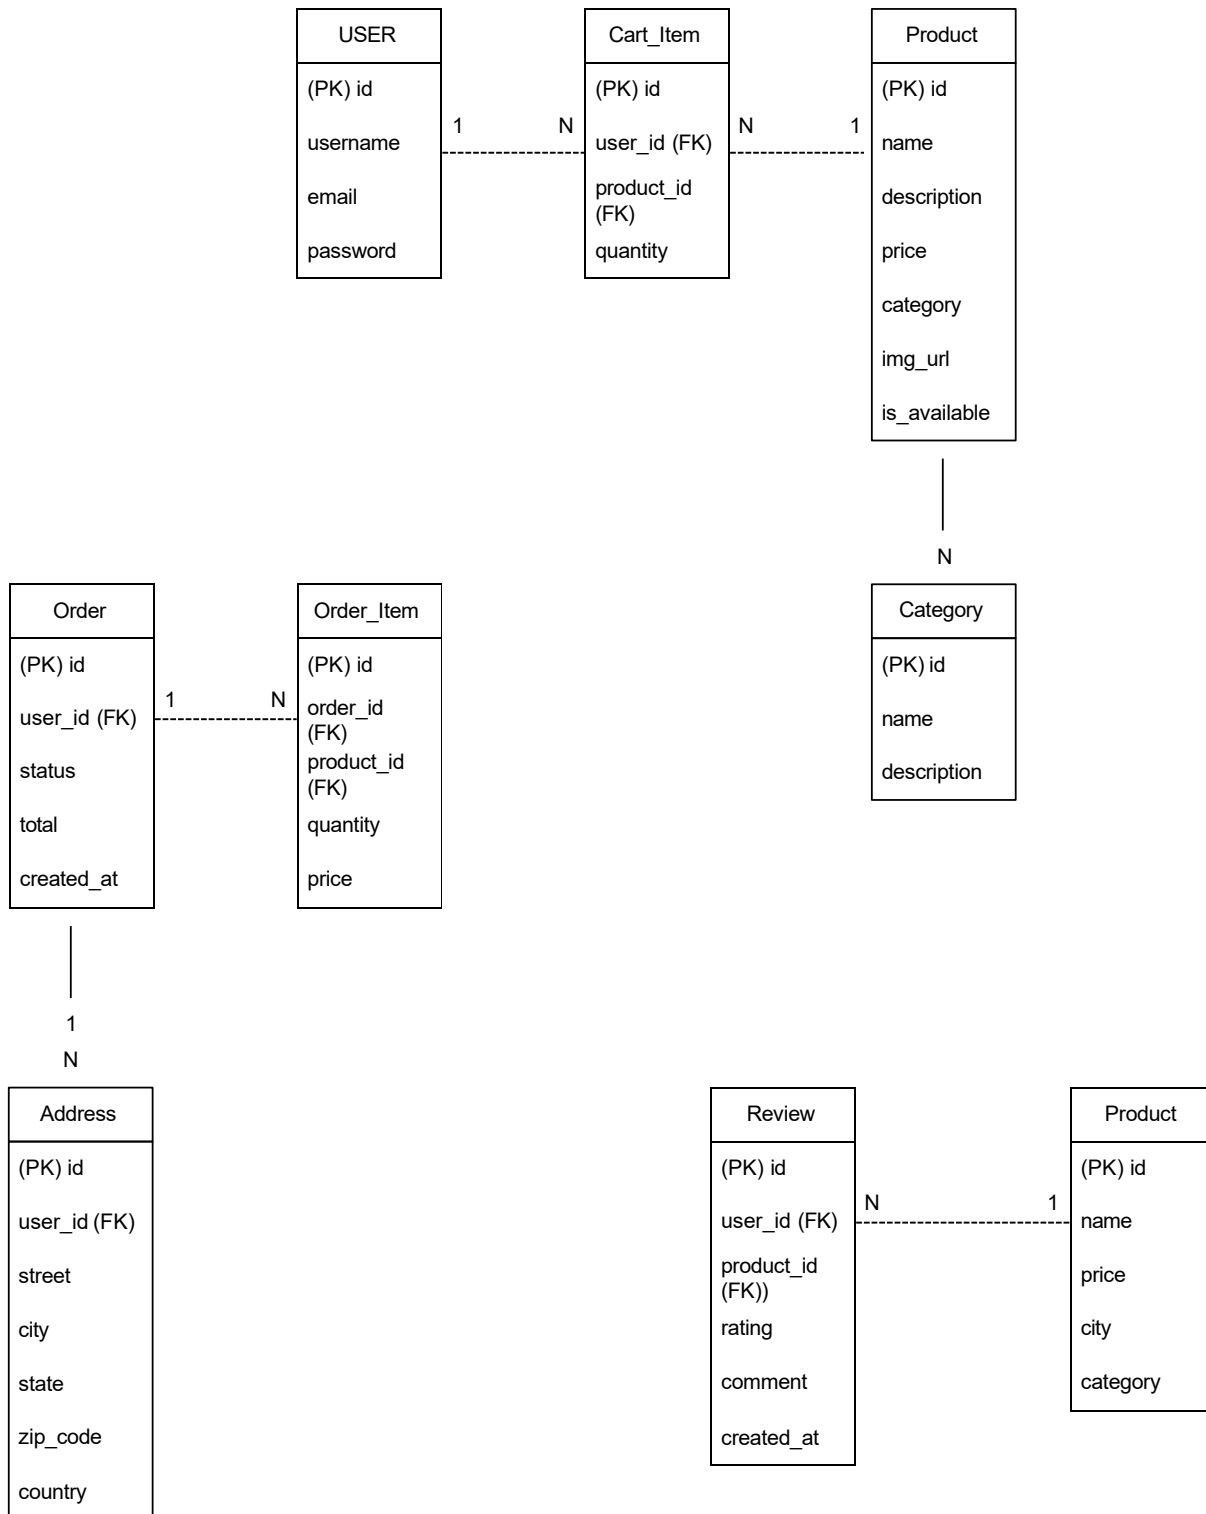 USER
(PK) id
username
email
password
1
N
Cart_Item
(PK) id
user_id (FK)
product_id
(FK)
quantity
N
1
Product
(PK) id
name
description
price
category
img_url
is_available
N
Category
(PK) id
name
description
Order
(PK) id
user_id (FK)
status
total
created_at
1
N
Order_Item
(PK) id
order_id
(FK)
product_id
(FK)
quantity
price
1
N
Address
(PK) id
user_id (FK)
street
city
state
zip_code
country
Review
(PK) id
user_id (FK)
product_id
(FK))
rating
comment
created_at
N
1
Product
(PK) id
name
price
city
category